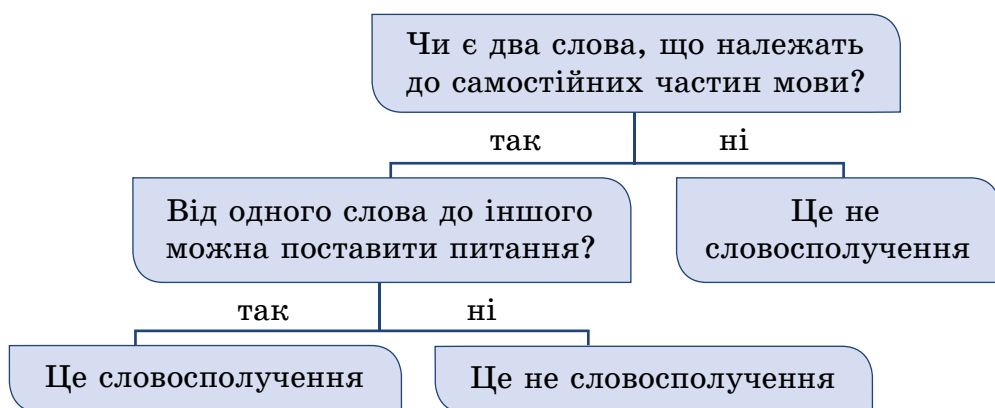 Чи є два слова, що належать
до самостійних частин мови?
так
ні
Від одного слова до іншого
можна поставити питання?
Це не
словосполучення
так
ні
Це словосполучення
Це не словосполучення